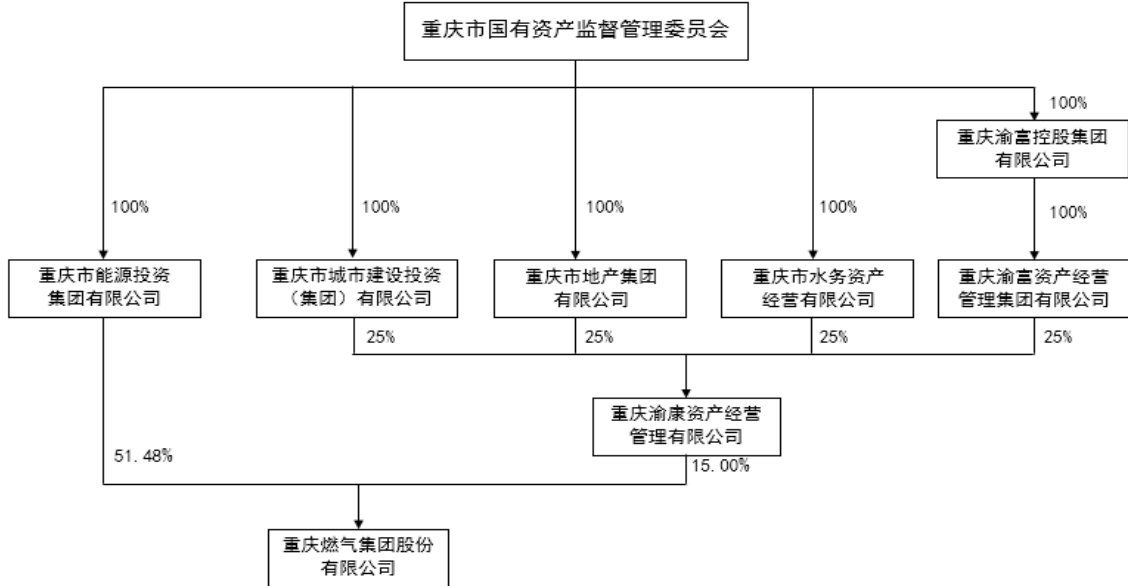 重庆市国有资产监督管理委员会
100%
重庆渝富控股集团
有限公司
100%
100%
100%
100%
100%
重庆市能源投资
集团有限公司
重庆市城市建设投资
（集团）有限公司
重庆市地产集团
有限公司
重庆市水务资产
经营有限公司
重庆渝富资产经营
管理集团有限公司
25%
25%
25%
25%
重庆渝康资产经营
管理有限公司
51.48%
15.00%
重庆燃气集团股份
有限公司